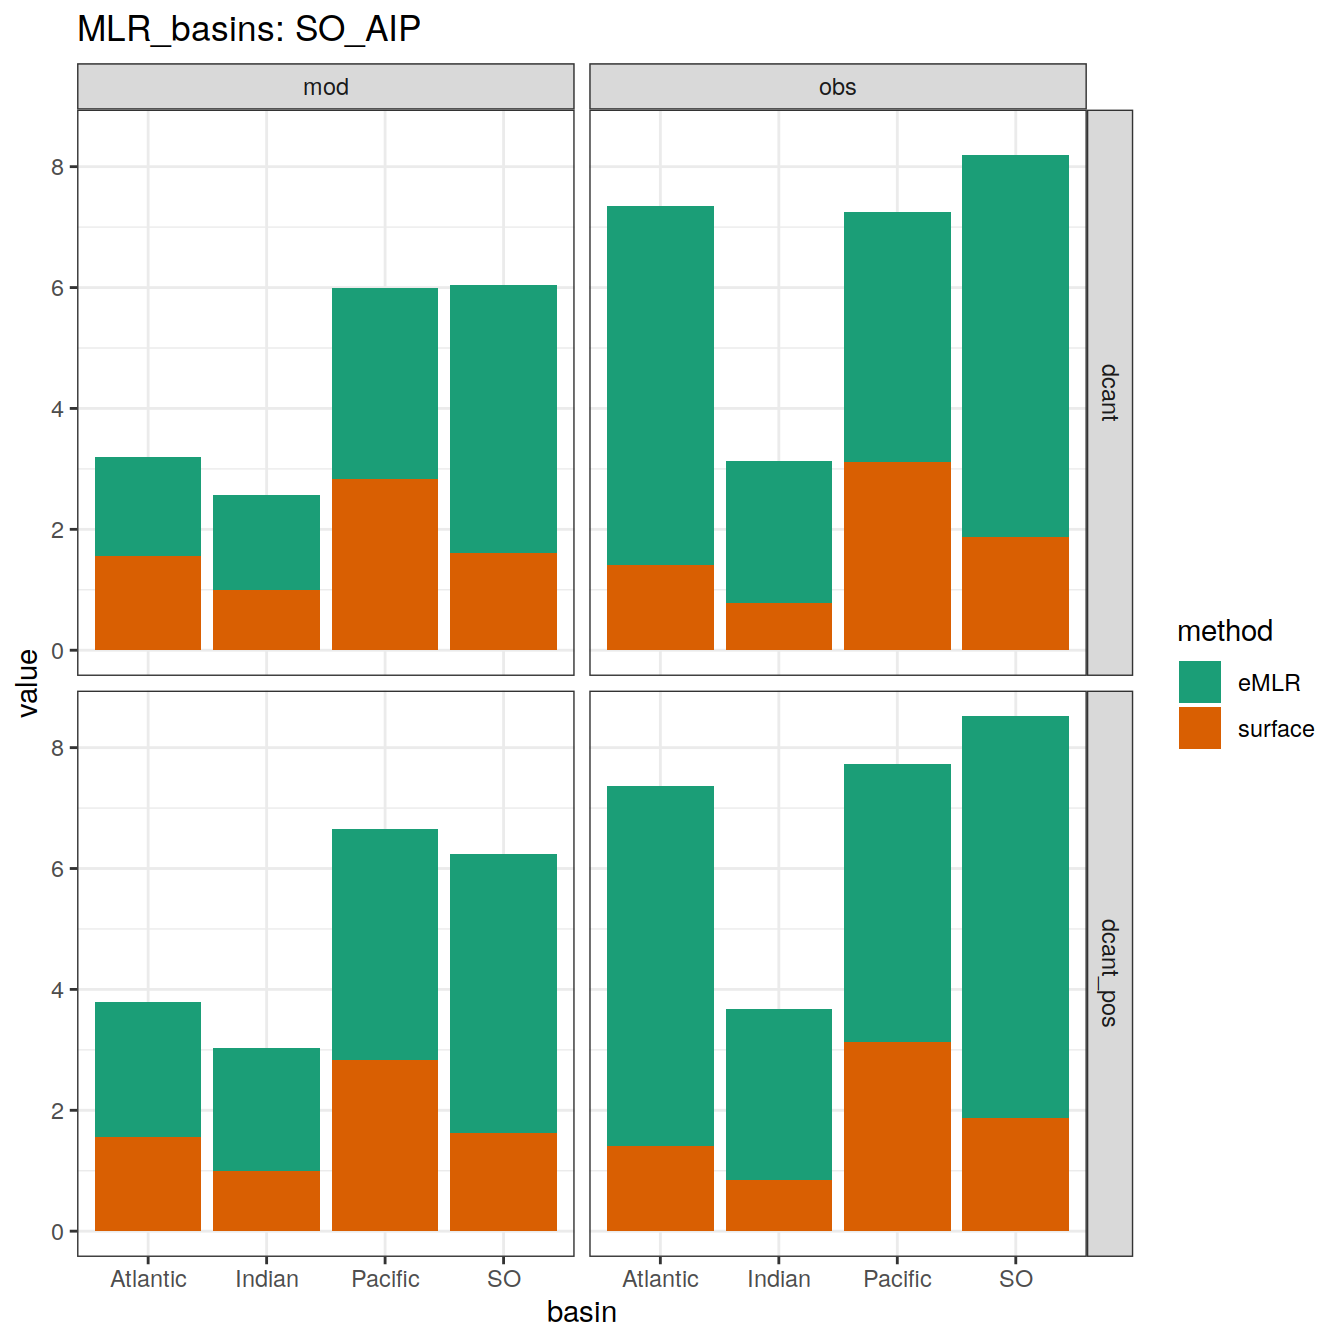 MLR_basins: SO_AIP
mod
obs
8
6
4
2
0
dcant
8
6
4
2
0
dcant_pos
value
Atlantic
Indian
Pacific
SO
Atlantic
Indian
Pacific
SO
basin
method
eMLR
surface